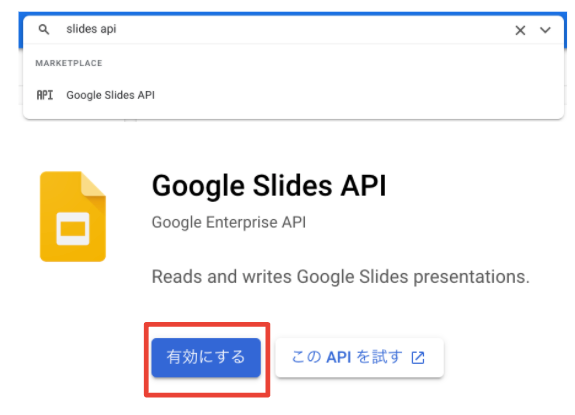 slides api
MARKETPLACE
API Google Slides API
Google Slides API
Google Enterprise API
Reads and writes Google Slides presentations.
有効にする
この API を試す